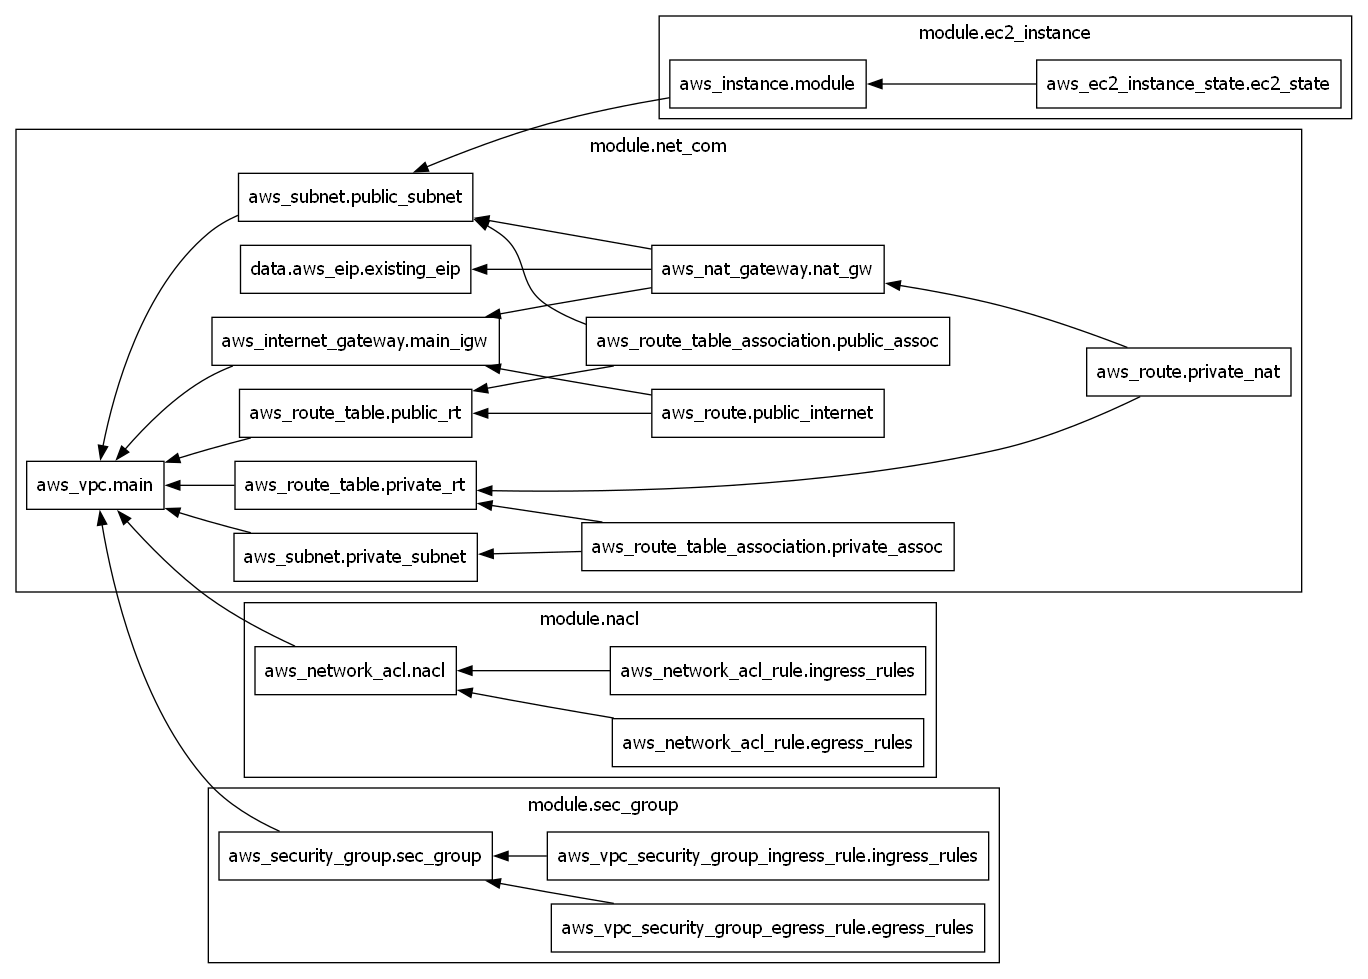 module.ec2_instance
aws_instance.module
aws_ec2_instance_state.ec2_state
module.net_com
aws_subnet.public_subnet
data.aws_eip.existing_eip
aws_nat_gateway.nat_gw
aws_internet_gateway.main_igw
aws_route_table_association.public_assoc
aws_route.private_nat
aws_route_table.public_rt
aws_route.public_internet
aws_vpc.main
aws_route_table.private_rt
aws_subnet.private_subnet
aws_route_table_association.private_assoc
module.nacl
aws_network_acl.nacl
aws_network_acl_rule.ingress_rules
aws_network_acl_rule.egress_rules
module.sec_group
aws_security_group.sec_group
aws_vpc_security_group_ingress_rule.ingress_rules
aws_vpc_security_group_egress_rule.egress_rules